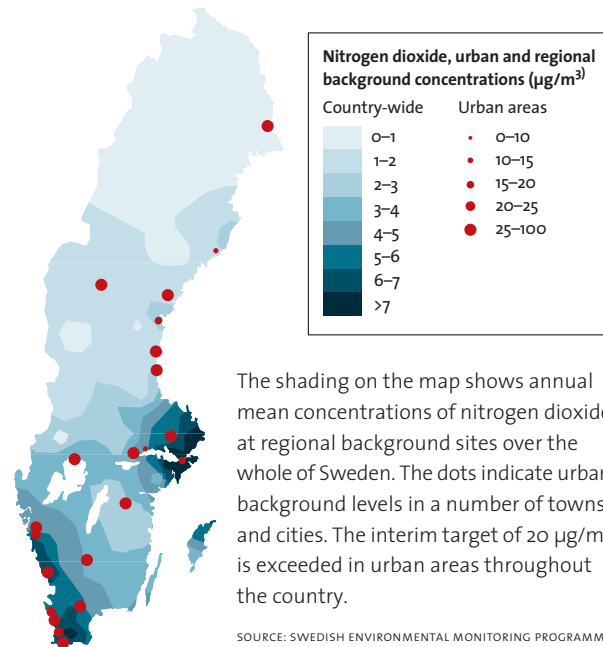 Nitrogen dioxide, urban and regional
background concentrations (µg/m³)
Country-wide
Urban areas
0–1
1–2
2–3
3–4
4–5
5–6
6–7
>7
0–10
10–15
15–20
20–25
25–100
The shading on the map shows annual
mean concentrations of nitrogen dioxide
at regional background sites over the
whole of Sweden. The dots indicate urban
background levels in a number of towns
and cities. The interim target of 20 µg/m
is exceeded in urban areas throughout
the country.
SOURCE: SWEDISH ENVIRONMENTAL MONITORING PROGRAMM